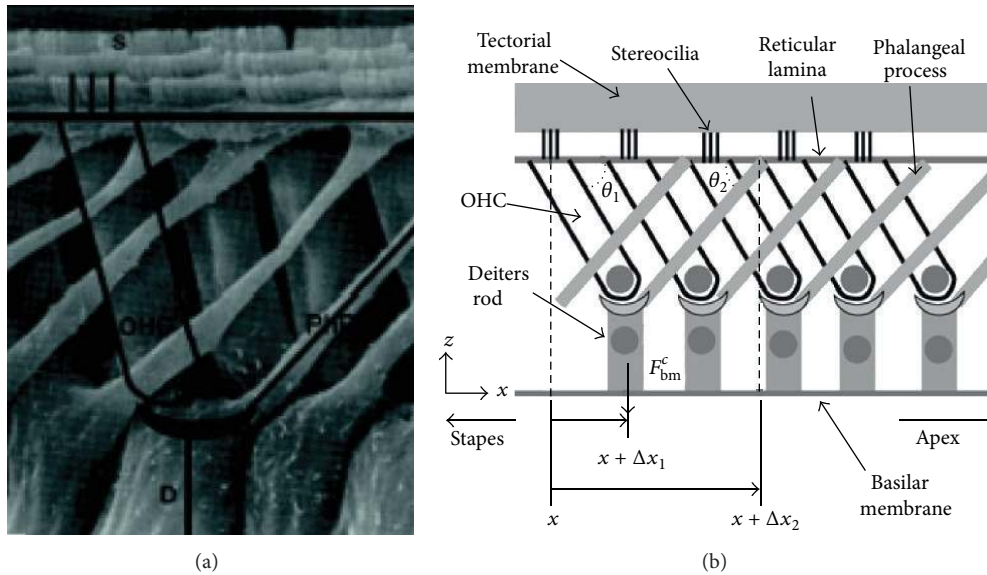 S
OHC
PhP
D
(a)
Tectorial
membrane
Stereocilia
Reticular
lamina
Phalangeal
process
θ1
θ2
OHC
Deiters
rod
z
x
F^c_bm
Stapes
Apex
x + Δx1
Basilar
membrane
x
x + Δx2
(b)